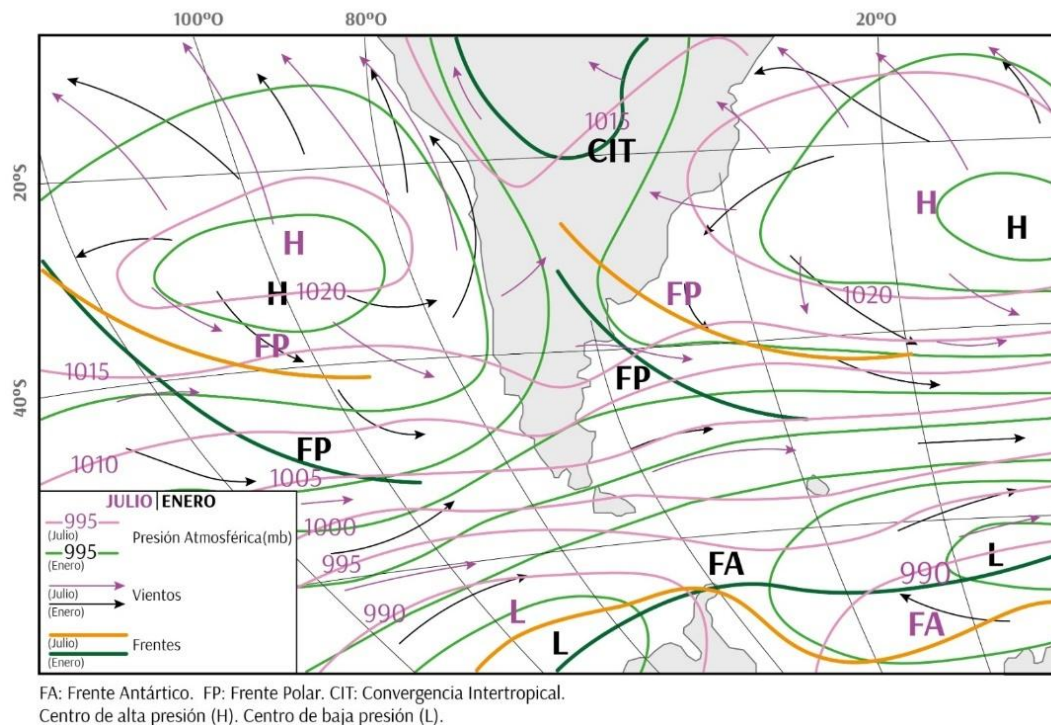 100ºO 80ºO 20ºO
20ºS
40ºS
1015
CIT
H
H
1020
H
H
1020
FP
FP
FP
FP
1015
1010
1005
1000
995
990
FA
L
L
990
L
FA
JULIO | ENERO
995
(Julio)
995
(Enero)
Presión Atmosférica(mb)
(Julio)
(Enero)
Vientos
(Julio)
(Enero)
Frentes
FA: Frente Antártico. FP: Frente Polar. CIT: Convergencia Intertropical.
Centro de alta presión (H). Centro de baja presión (L).